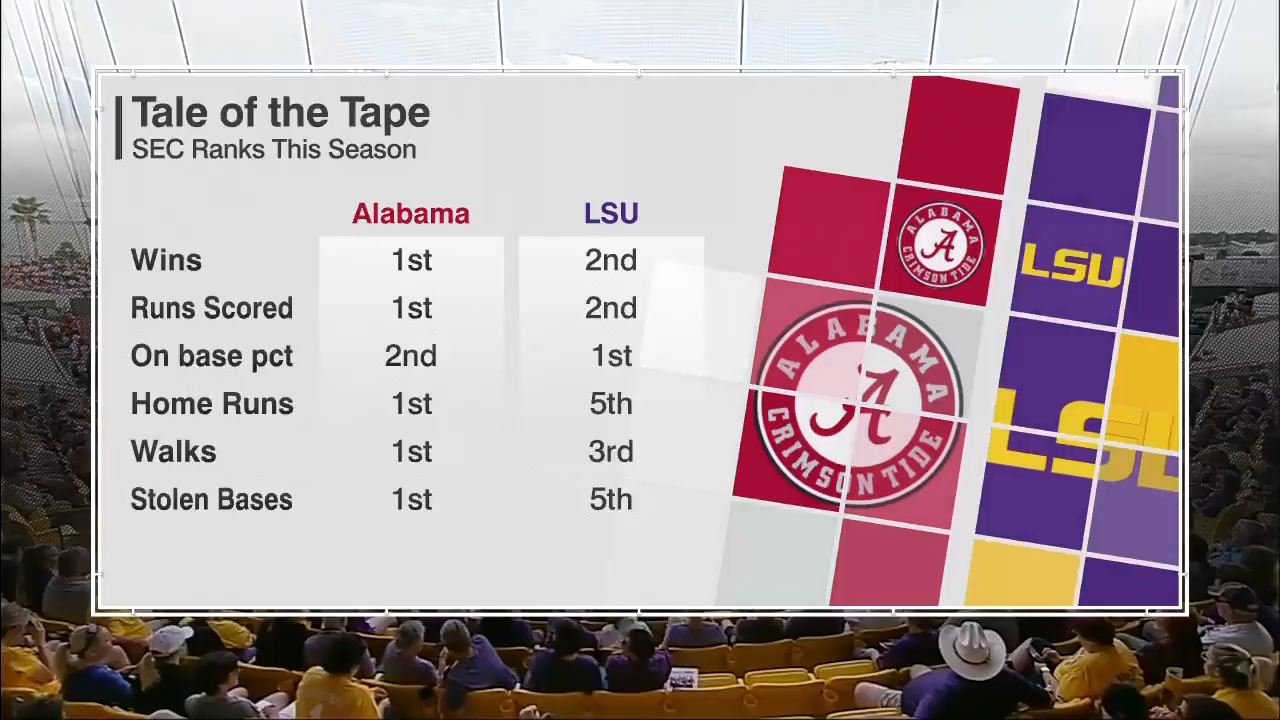 Tale of the Tape
SEC Ranks This Season
Alabama LSU
Wins 1st 2nd
Runs Scored 1st 2nd
On base pct 2nd 1st
Home Runs 1st 5th
Walks 1st 3rd
Stolen Bases 1st 5th
ALABAMA
A
CRIMSON TIDE
LSU
ALABAMA
A
CRIMSON TIDE
LSU